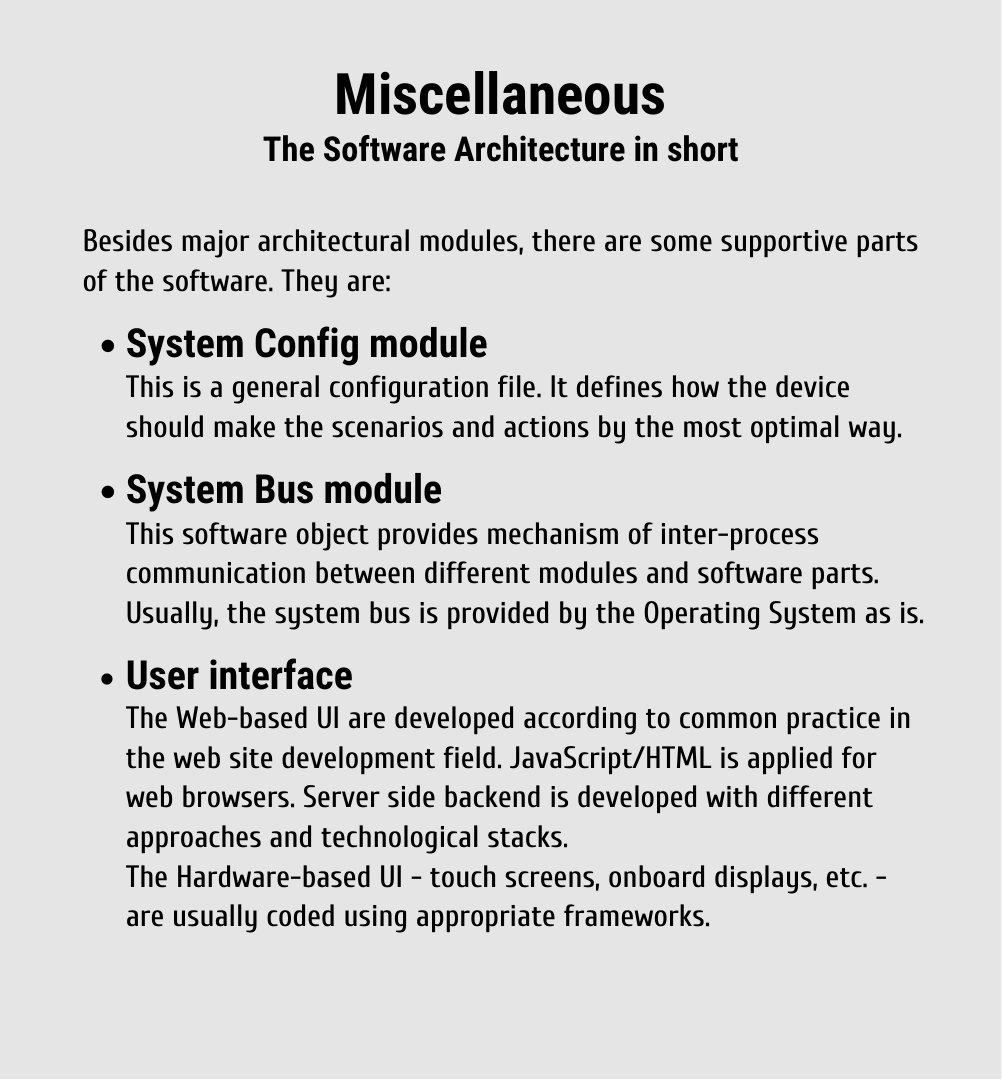 Miscellaneous
The Software Architecture in short
Besides major architectural modules, there are some supportive parts
of the software. They are:
• System Config module
This is a general configuration file. It defines how the device
should make the scenarios and actions by the most optimal way.
• System Bus module
This software object provides mechanism of inter-process
communication between different modules and software parts.
Usually, the system bus is provided by the Operating System as is.
• User interface
The Web-based UI are developed according to common practice in
the web site development field. JavaScript/HTML is applied for
web browsers. Server side backend is developed with different
approaches and technological stacks.
The Hardware-based UI - touch screens, onboard displays, etc. -
are usually coded using appropriate frameworks.